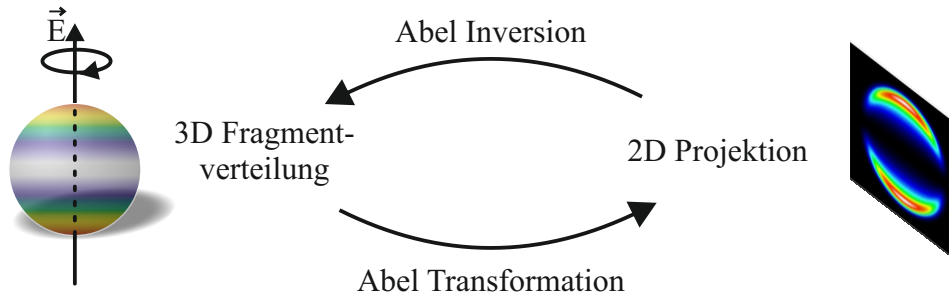 E
Abel Inversion
3D Fragment-
verteilung
2D Projektion
Abel Transformation